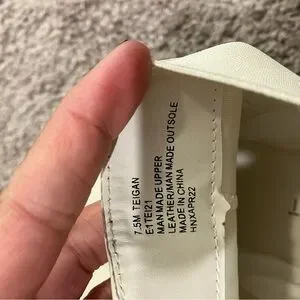 7.5M TEIGAN
E1TEI21
MAN MADE UPPER
LEATHER/MAN MADE OUTSOLE
MADE IN CHINA
HNXAPR22